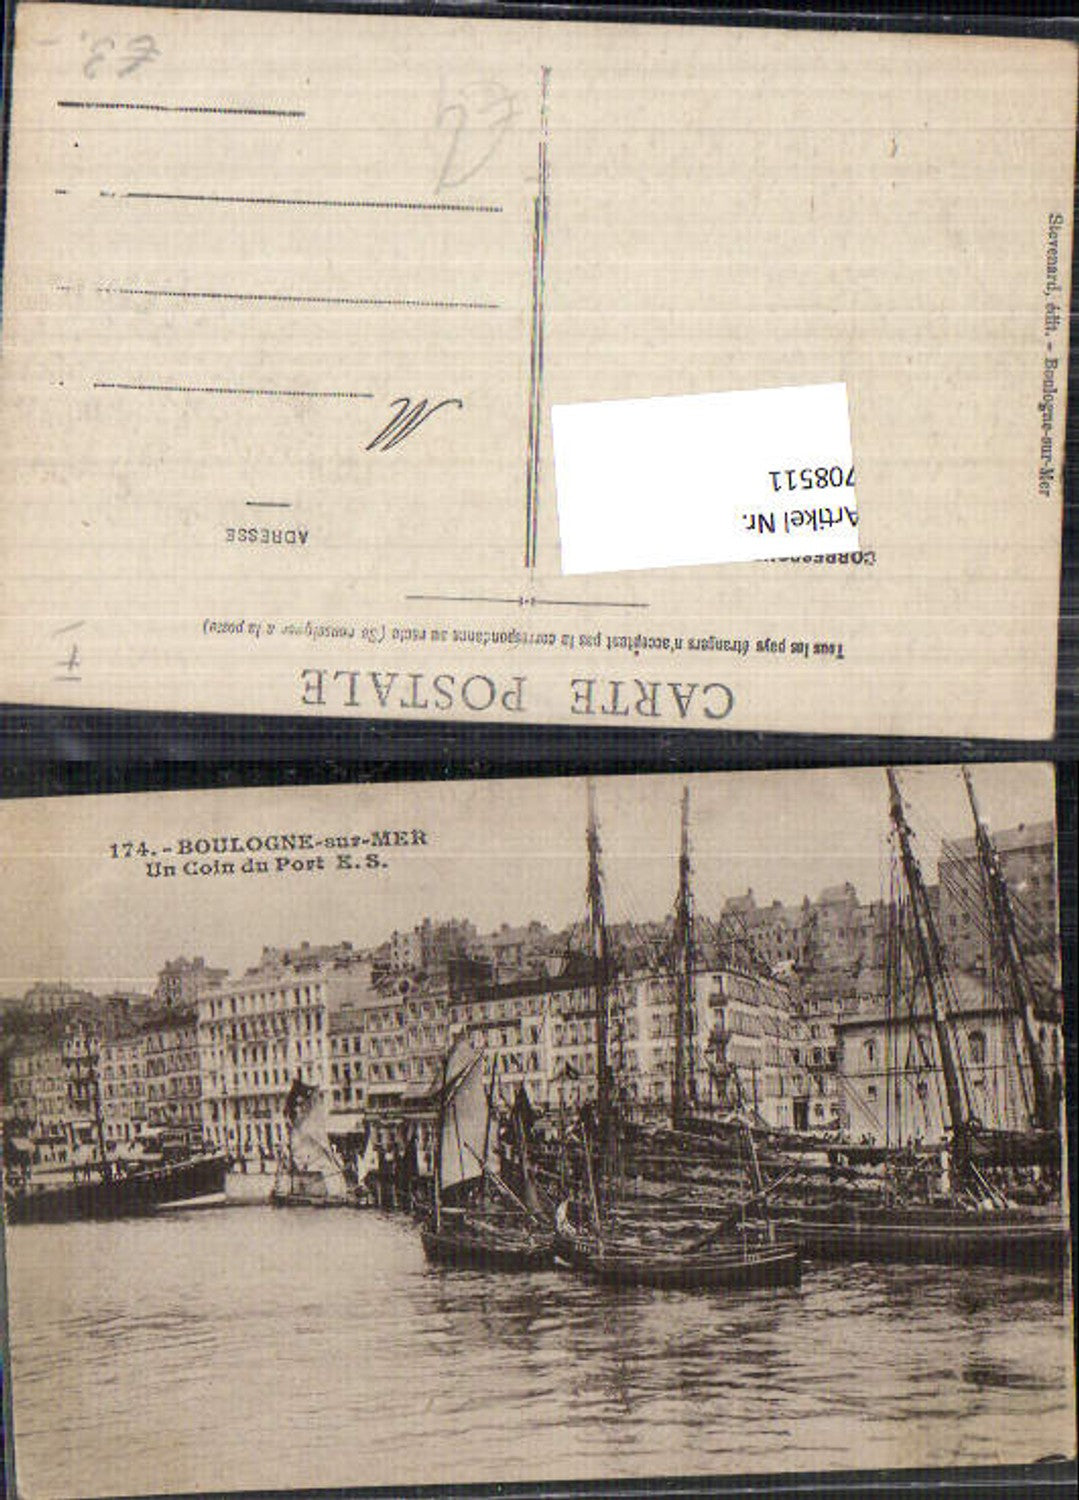 CARTE POSTALE
Tous les pays étrangers n'acceptent pas la correspondance au recto (Se renseigner à la poste)
ADRESSE
M
Artikel Nr.
708511
Stevenard, édit. - Boulogne-sur-Mer
174. - BOULOGNE-sur-MER
Un Coin du Port E.S.